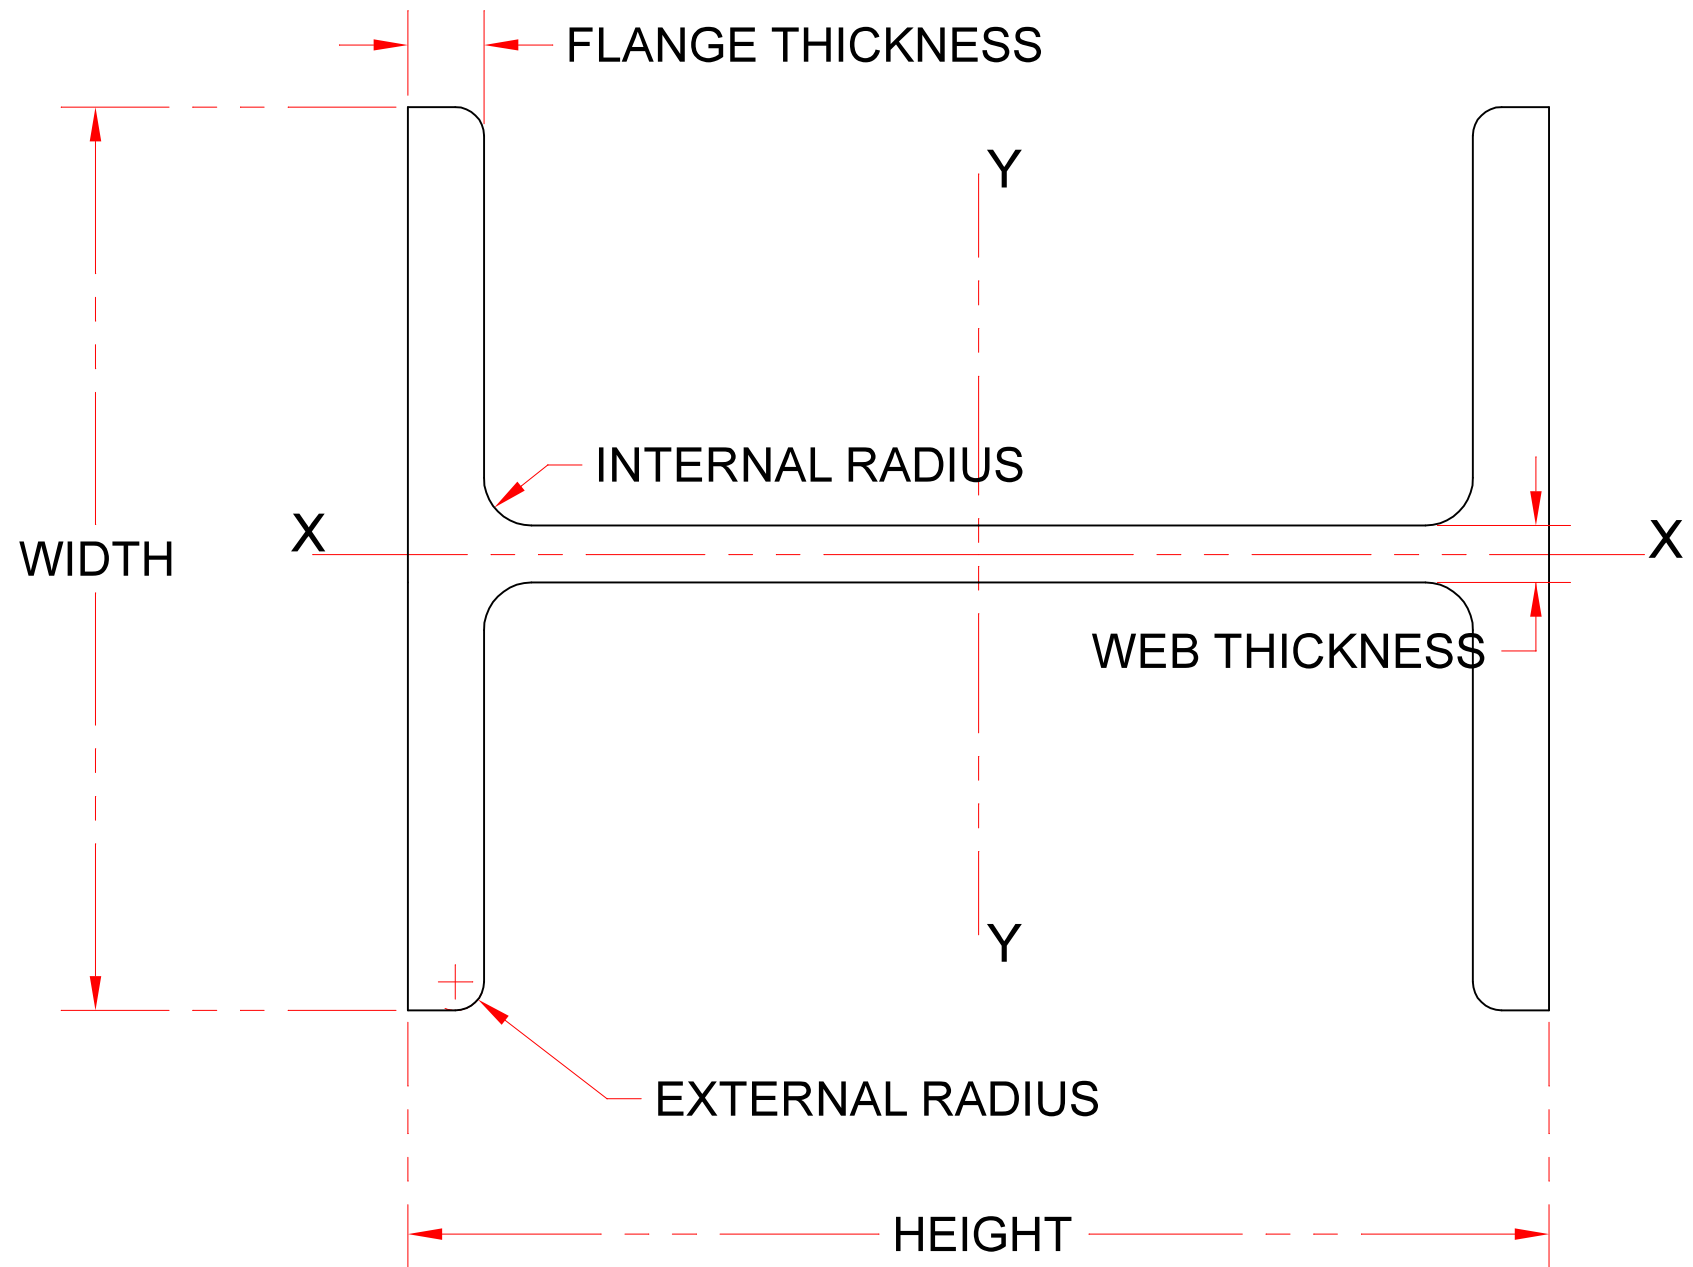 FLANGE THICKNESS
Y
INTERNAL RADIUS
X
X
WIDTH
WEB THICKNESS
Y
EXTERNAL RADIUS
HEIGHT